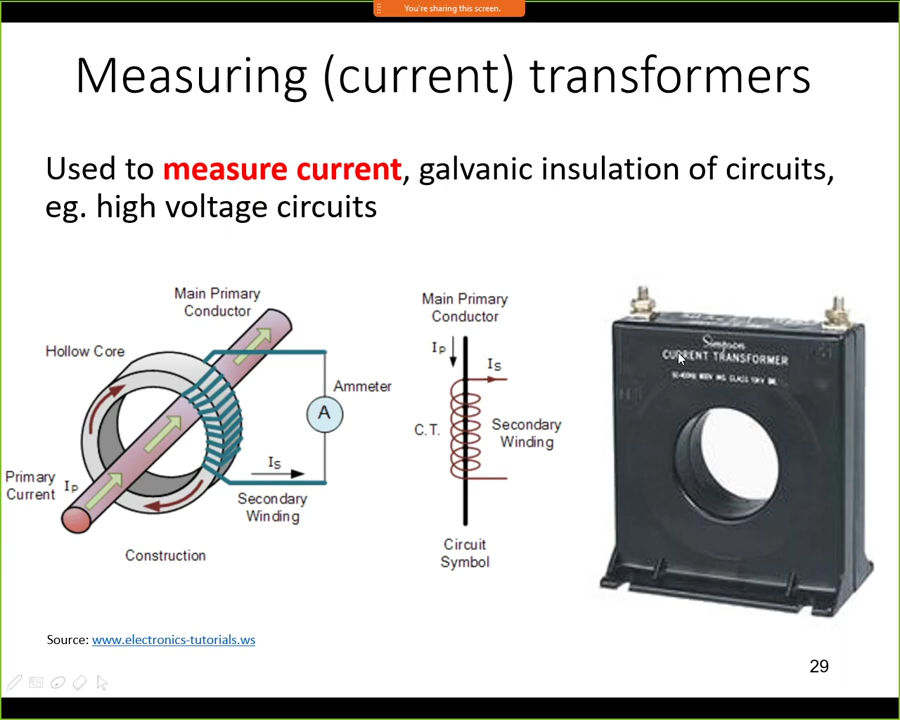 You're sharing this screen.
Measuring (current) transformers
Used to measure current, galvanic insulation of circuits,
eg. high voltage circuits
Main Primary
Conductor
Hollow Core
Ammeter
A
Primary
Current
Ip
Is
Secondary
Winding
Construction
Main Primary
Conductor
Ip
Is
C.T.
Secondary
Winding
Circuit
Symbol
Simpson
CURRENT TRANSFORMER
Source: www.electronics-tutorials.ws
29